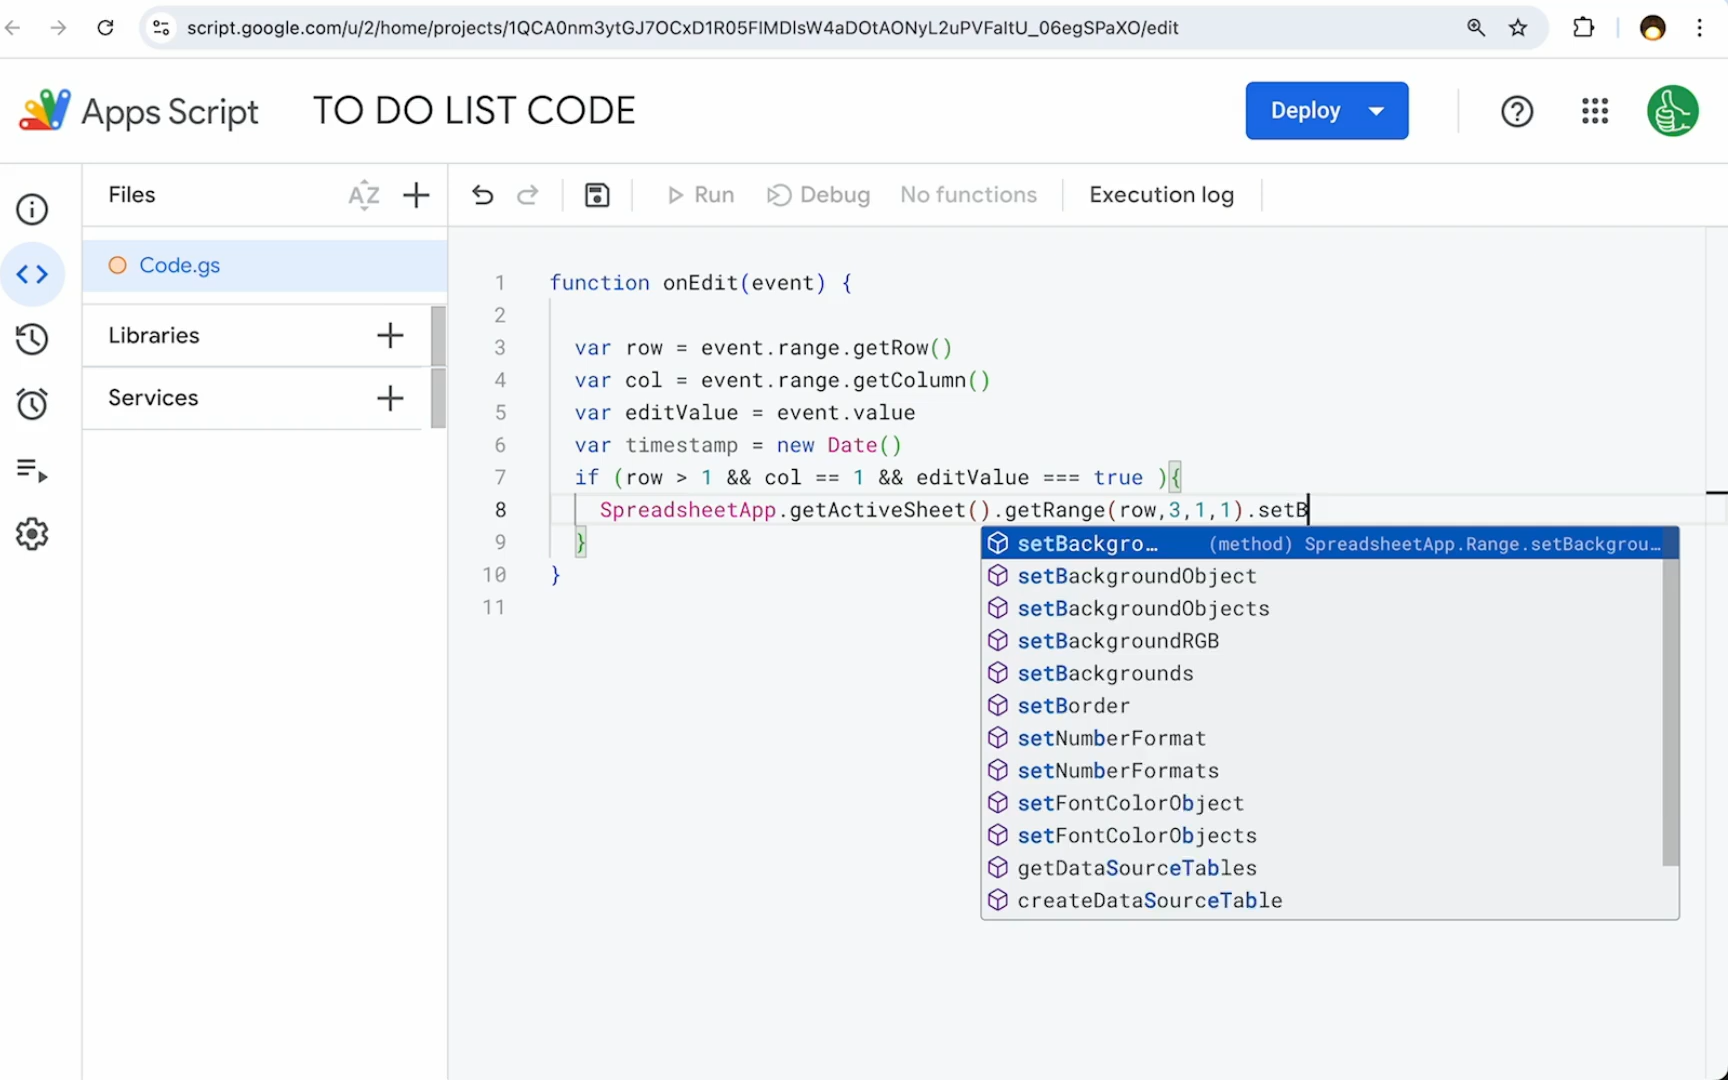 script.google.com/u/2/home/projects/1QCA0nm3ytGJ7OCxD1R05FIMDIsW4aDOtAONyL2uPVFaItU_06egSPaXO/edit
Apps Script TO DO LIST CODE Deploy
Files AZ Run Debug No functions Execution log
Code.gs
Libraries
Services
1 function onEdit(event) {
2
3 var row = event.range.getRow()
4 var col = event.range.getColumn()
5 var editValue = event.value
6 var timestamp = new Date()
7 if (row > 1 && col == 1 && editValue === true ){
8 SpreadsheetApp.getActiveSheet().getRange(row,3,1,1).setB
9 }
10 }
11
setBackgro… (method) SpreadsheetApp.Range.setBackgrou…
setBackgroundObject
setBackgroundObjects
setBackgroundRGB
setBackgrounds
setBorder
setNumberFormat
setNumberFormats
setFontColorObject
setFontColorObjects
getDataSourceTables
createDataSourceTable